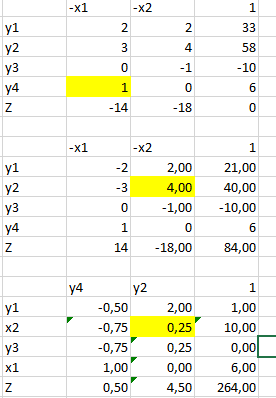 -x1 -x2 1
y1 2 2 33
y2 3 4 58
y3 0 -1 -10
y4 1 0 6
Z -14 -18 0
-x1 -x2 1
y1 -2 2,00 21,00
y2 -3 4,00 40,00
y3 0 -1,00 -10,00
y4 1 0 6
Z 14 -18,00 84,00
y4 y2 1
y1 -0,50 2,00 1,00
x2 -0,75 0,25 10,00
y3 -0,75 0,25 0,00
x1 1,00 0,00 6,00
Z 0,50 4,50 264,00